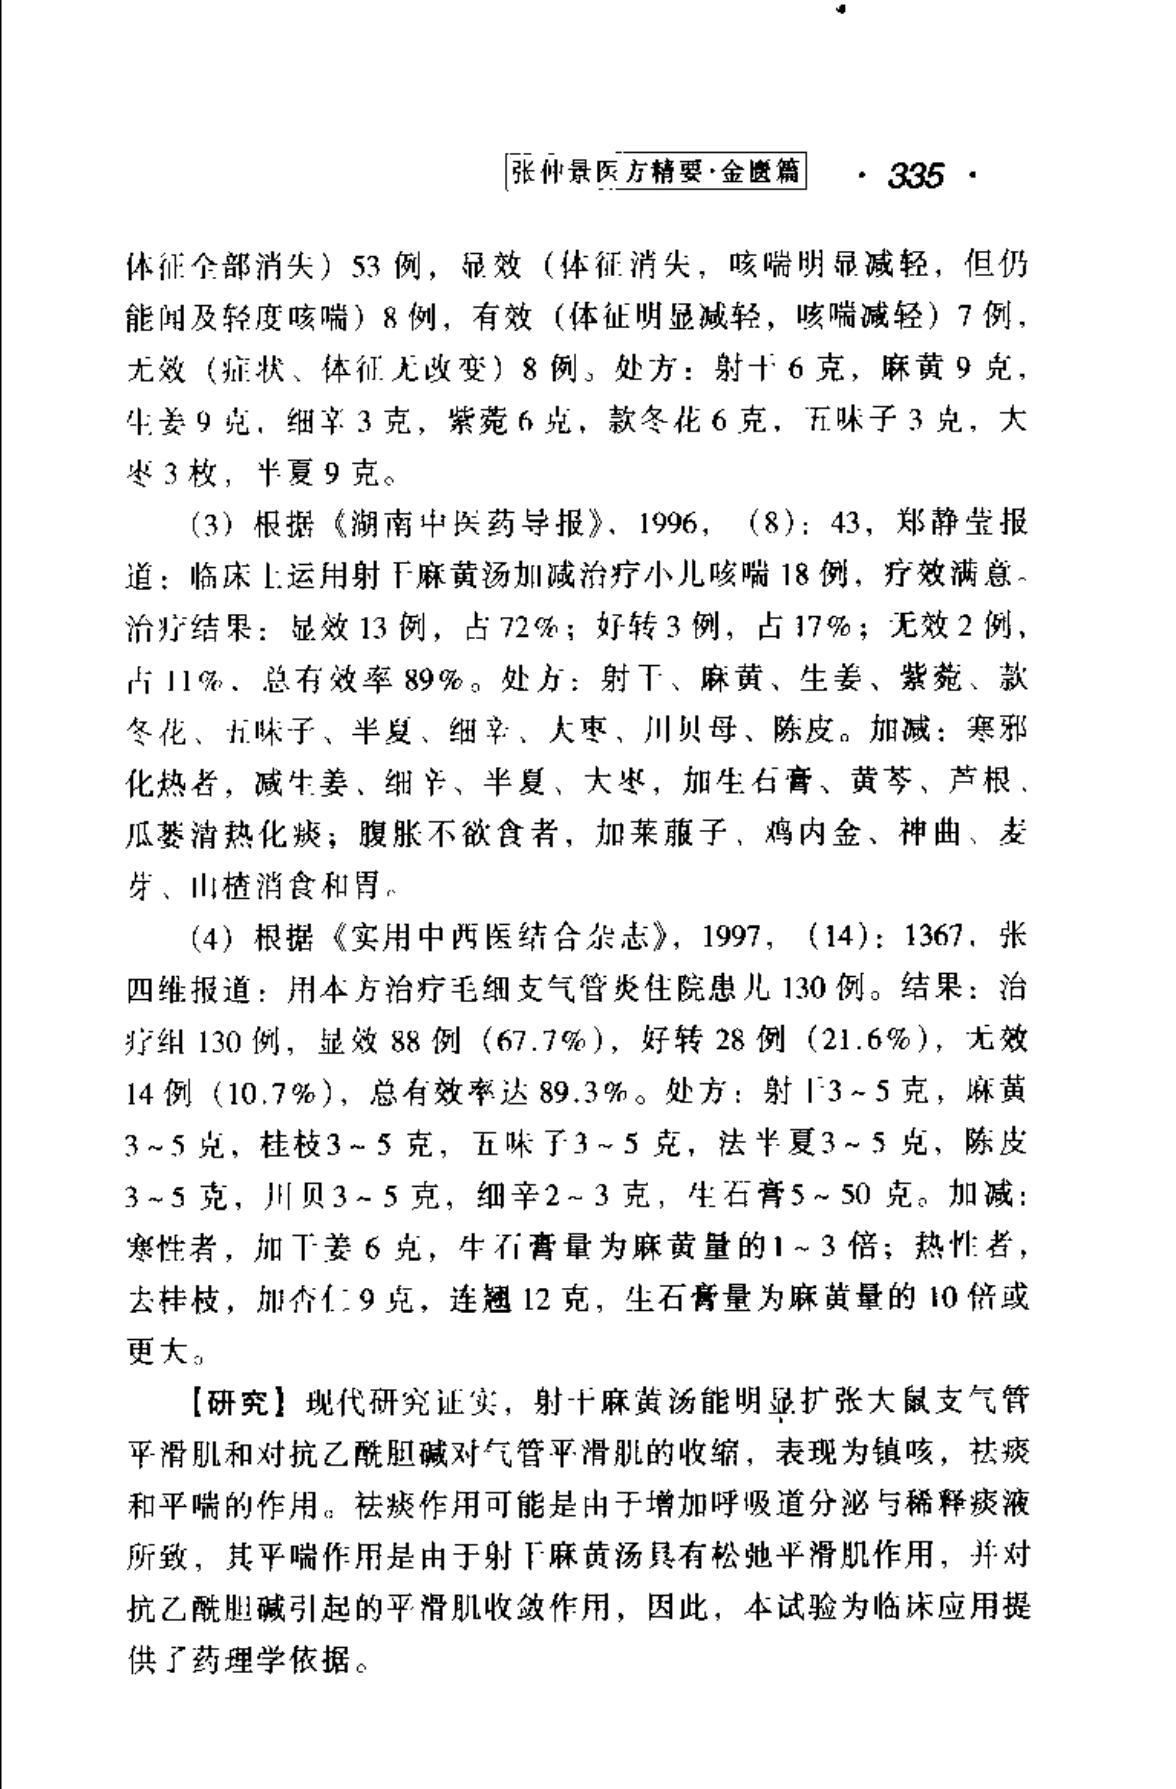 张仲景医方精要·金匮篇 · 335 ·
体征全部消失）53 例，显效（体征消失，咳喘明显减轻，但仍
能闻及轻度咳喘）8 例，有效（体征明显减轻，咳喘减轻）7 例，
无效（症状、体征无改变）8 例。处方：射干 6 克，麻黄 9 克，
生姜 9 克，细辛 3 克，紫菀 6 克，款冬花 6 克，五味子 3 克，大
枣 3 枚，半夏 9 克。
（3）根据《湖南中医药导报》，1996，（8）：43，郑静莹报
道：临床上运用射干麻黄汤加减治疗小儿咳喘 18 例，疗效满意。
治疗结果：显效 13 例，占 72%；好转 3 例，占 17%；无效 2 例，
占 11%，总有效率 89%。处方：射干、麻黄、生姜、紫菀、款
冬花、五味子、半夏、细辛、大枣、川贝母、陈皮。加减：寒邪
化热者，减生姜、细辛、半夏、大枣，加生石膏、黄芩、芦根、
瓜蒌清热化痰；腹胀不欲食者，加莱菔子、鸡内金、神曲、麦
芽、山楂消食和胃。
（4）根据《实用中西医结合杂志》，1997，（14）：1367，张
四维报道：用本方治疗毛细支气管炎住院患儿 130 例。结果：治
疗组 130 例，显效 88 例（67.7%），好转 28 例（21.6%），无效
14 例（10.7%），总有效率达 89.3%。处方：射干3～5 克，麻黄
3～5 克，桂枝3～5 克，五味子3～5 克，法半夏3～5 克，陈皮
3～5 克，川贝3～5 克，细辛2～3 克，生石膏5～50 克。加减：
寒性者，加干姜 6 克，生石膏量为麻黄量的1～3 倍；热性者，
去桂枝，加杏仁 9 克，连翘 12 克，生石膏量为麻黄量的 10 倍或
更大。
【研究】现代研究证实，射干麻黄汤能明显扩张大鼠支气管
平滑肌和对抗乙酰胆碱对气管平滑肌的收缩，表现为镇咳，祛痰
和平喘的作用。祛痰作用可能是由于增加呼吸道分泌与稀释痰液
所致，其平喘作用是由于射干麻黄汤具有松弛平滑肌作用，并对
抗乙酰胆碱引起的平滑肌收敛作用，因此，本试验为临床应用提
供了药理学依据。